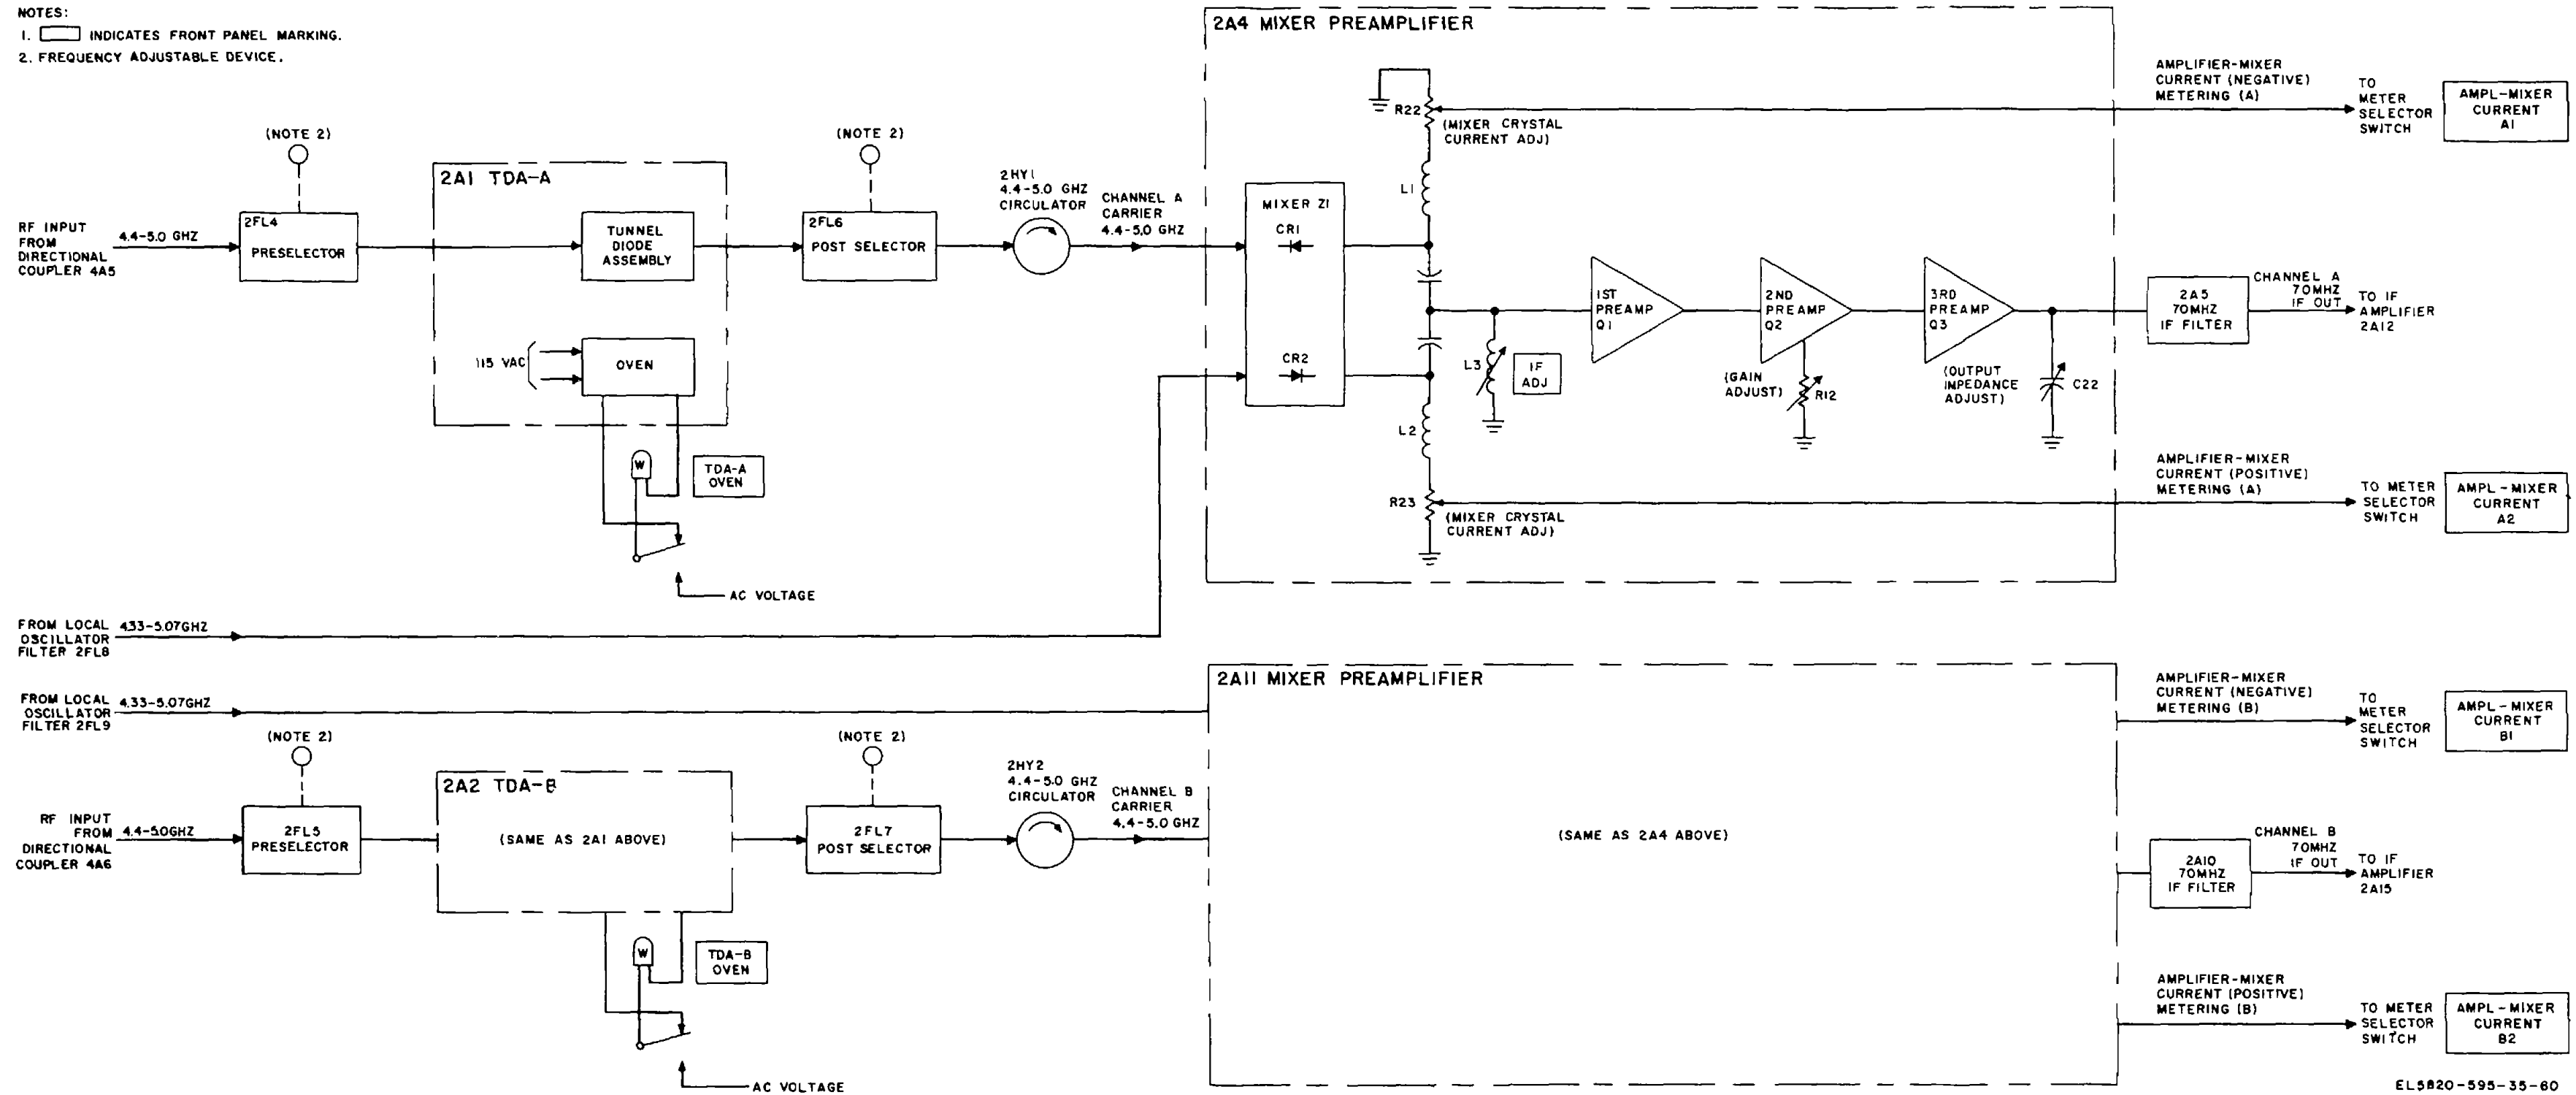 NOTES:
1. INDICATES FRONT PANEL MARKING.
2. FREQUENCY ADJUSTABLE DEVICE.
2A4 MIXER PREAMPLIFIER
AMPLIFIER-MIXER
CURRENT (NEGATIVE)
METERING (A)
TO
METER
SELECTOR
SWITCH
AMPL-MIXER
CURRENT
A1
R22
(MIXER CRYSTAL
CURRENT ADJ)
L1
(NOTE 2)
2A1 TDA-A
(NOTE 2)
2HY1
4.4-5.0 GHZ
CIRCULATOR
CHANNEL A
CARRIER
4.4-5.0 GHZ
RF INPUT
FROM
DIRECTIONAL
COUPLER 4A5
4.4-5.0 GHZ
2FL4
PRESELECTOR
TUNNEL
DIODE
ASSEMBLY
2FL6
POST SELECTOR
MIXER Z1
CR1
CR2
115 VAC
OVEN
W
TDA-A
OVEN
AC VOLTAGE
L3
IF
ADJ
1ST
PREAMP
Q1
2ND
PREAMP
Q2
3RD
PREAMP
Q3
(GAIN
ADJUST)
R12
(OUTPUT
IMPEDANCE
ADJUST)
C22
2A5
70MHZ
IF FILTER
CHANNEL A
70MHZ
IF OUT
TO IF
AMPLIFIER
2A12
L2
R23
(MIXER CRYSTAL
CURRENT ADJ)
AMPLIFIER-MIXER
CURRENT (POSITIVE)
METERING (A)
TO METER
SELECTOR
SWITCH
AMPL-MIXER
CURRENT
A2
FROM LOCAL
OSCILLATOR
FILTER 2FL8
4.33-5.07GHZ
FROM LOCAL
OSCILLATOR
FILTER 2FL9
4.33-5.07GHZ
2A11 MIXER PREAMPLIFIER
AMPLIFIER-MIXER
CURRENT (NEGATIVE)
METERING (B)
TO
METER
SELECTOR
SWITCH
AMPL-MIXER
CURRENT
B1
(NOTE 2)
2A2 TDA-B
(NOTE 2)
2HY2
4.4-5.0 GHZ
CIRCULATOR
CHANNEL B
CARRIER
4.4-5.0 GHZ
RF INPUT
FROM
DIRECTIONAL
COUPLER 4A6
4.4-5.0GHZ
2FL5
PRESELECTOR
(SAME AS 2A1 ABOVE)
2FL7
POST SELECTOR
(SAME AS 2A4 ABOVE)
2A10
70MHZ
IF FILTER
CHANNEL B
70MHZ
IF OUT
TO IF
AMPLIFIER
2A15
W
TDA-B
OVEN
AC VOLTAGE
AMPLIFIER-MIXER
CURRENT (POSITIVE)
METERING (B)
TO METER
SELECTOR
SWITCH
AMPL-MIXER
CURRENT
B2
EL5820-595-35-60